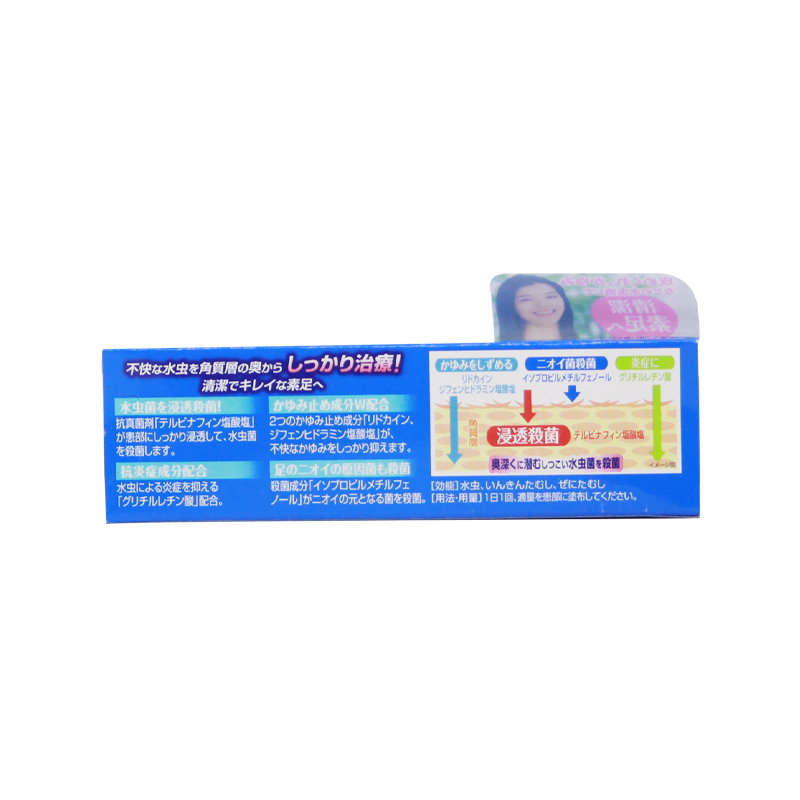 清潔
素足へ
不快な水虫を角質層の奥から しっかり治療!
清潔でキレイな素足へ
水虫菌を浸透殺菌!
抗真菌剤「テルビナフィン塩酸塩」
が患部にしっかり浸透して、水虫菌
を殺菌します。
かゆみ止め成分W配合
2つのかゆみ止め成分「リドカイン、
ジフェンヒドラミン塩酸塩」が、
不快なかゆみをしっかり抑えます。
抗炎症成分配合
水虫による炎症を抑える
「グリチルレチン酸」配合。
足のニオイの原因菌も殺菌
殺菌成分「イソプロピルメチルフェ
ノール」がニオイの元となる菌を殺菌。
かゆみをしずめる
リドカイン
ジフェンヒドラミン塩酸塩
ニオイ菌殺菌
イソプロピルメチルフェノール
炎症に
グリチルレチン酸
角質層
浸透殺菌 テルビナフィン塩酸塩
奥深くに潜むしつこい水虫菌を殺菌
イメージ図
[効能]水虫、いんきんたむし、ぜにたむし
[用法・用量]1日1回、適量を患部に塗布してください。